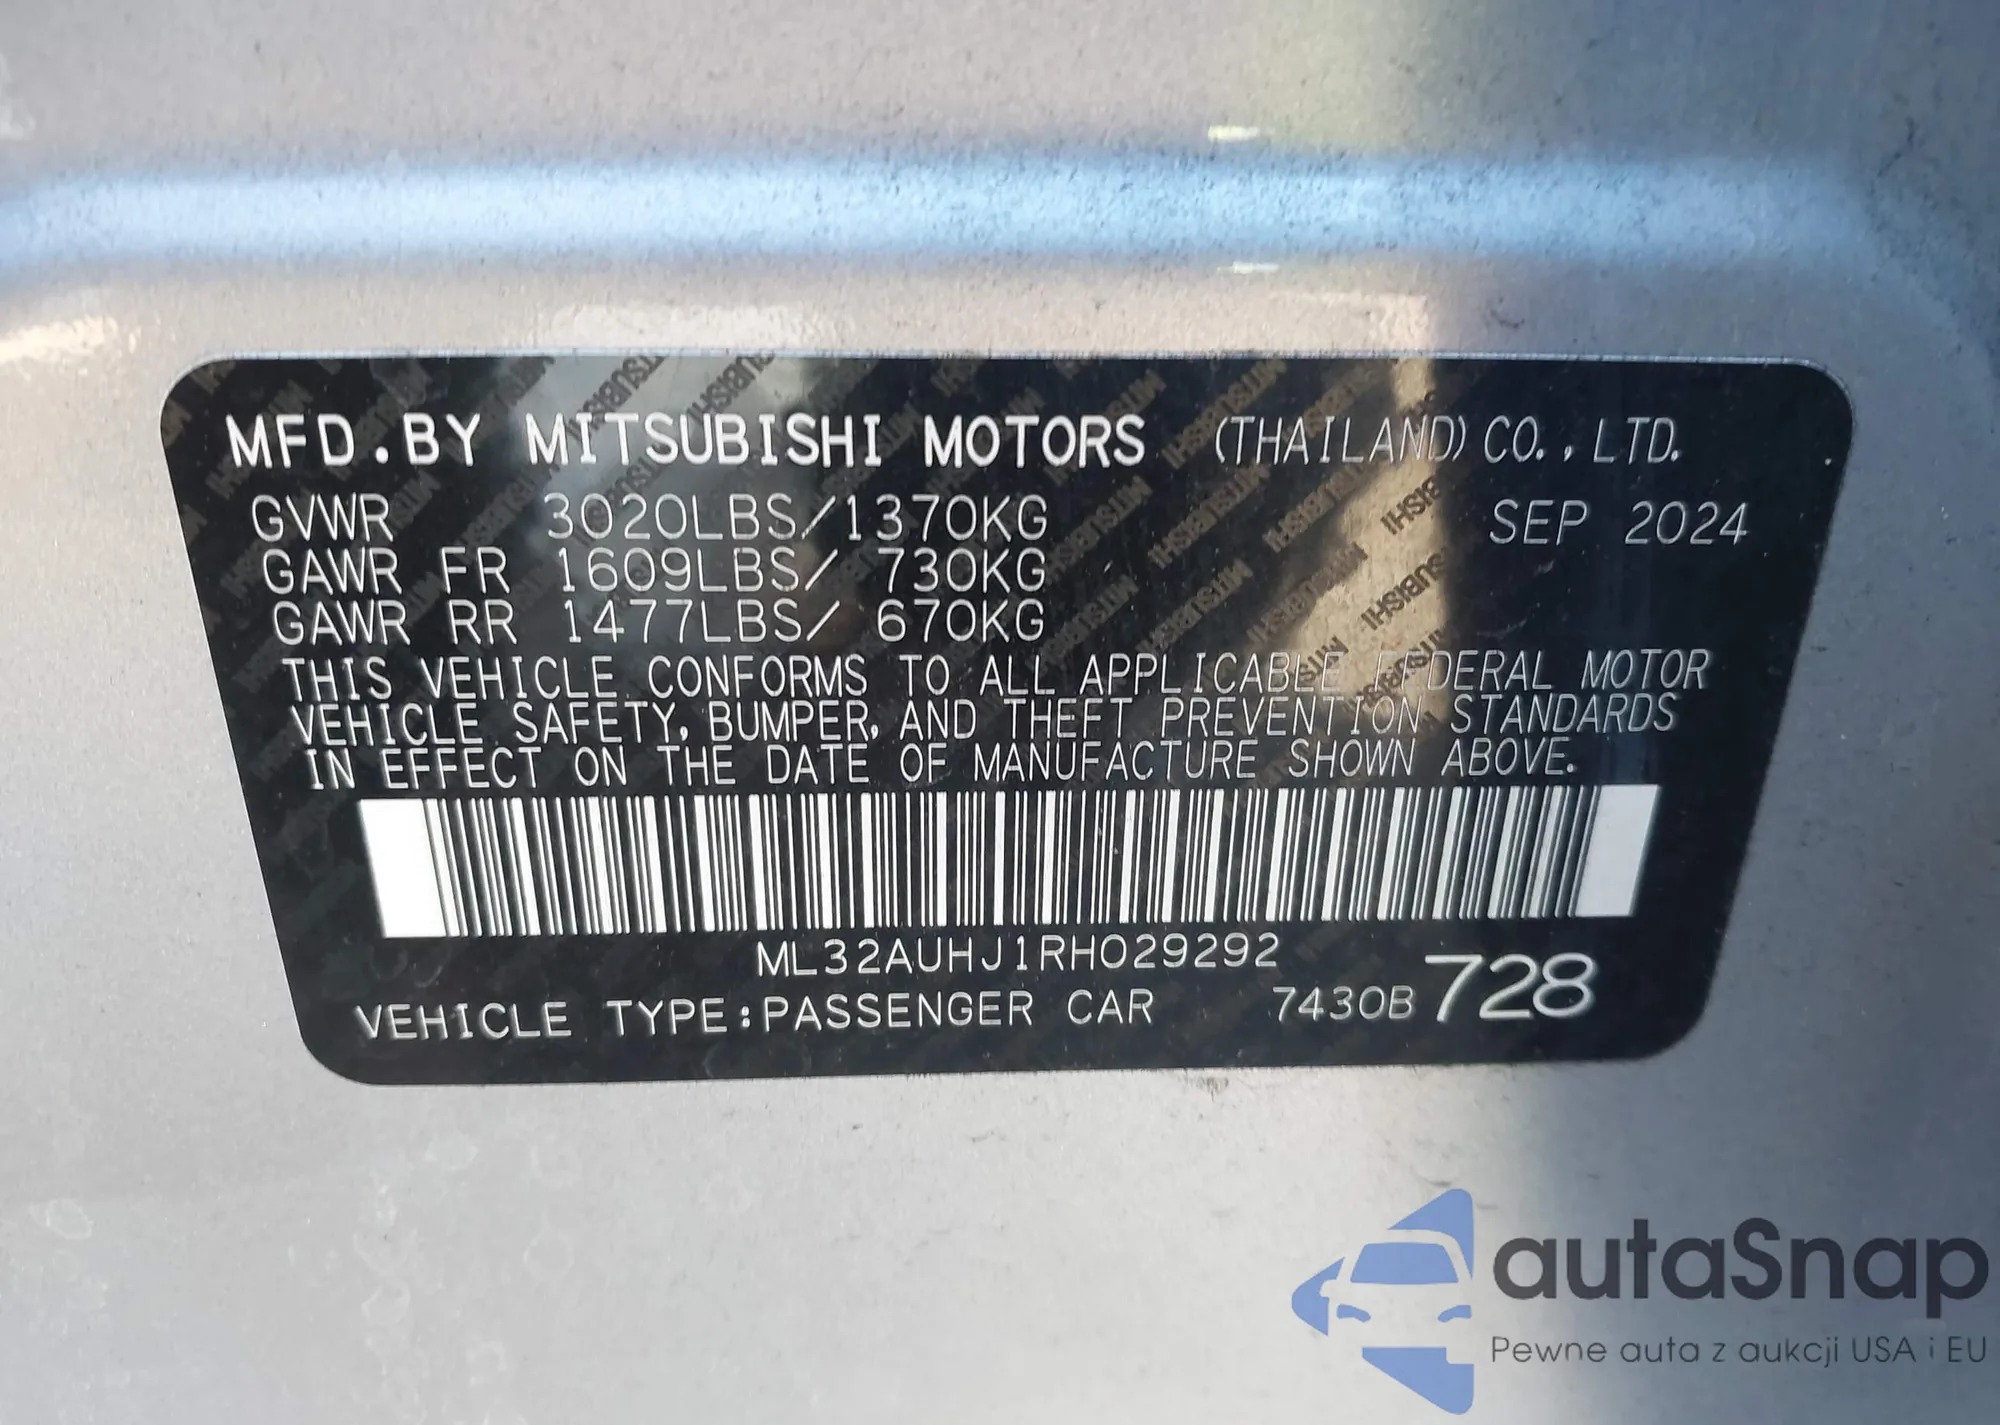 MFD.BY MITSUBISHI MOTORS (THAILAND) CO.,LTD.
GVWR 3020LBS/1370KG SEP 2024
GAWR FR 1609LBS/ 730KG
GAWR RR 1477LBS/ 670KG
THIS VEHICLE CONFORMS TO ALL APPLICABLE FEDERAL MOTOR
VEHICLE SAFETY, BUMPER, AND THEFT PREVENTION STANDARDS
IN EFFECT ON THE DATE OF MANUFACTURE SHOWN ABOVE.
ML32AUHJ1RH029292
VEHICLE TYPE:PASSENGER CAR 7430B 728
autaSnap
Pewne auta z aukcji USA i EU